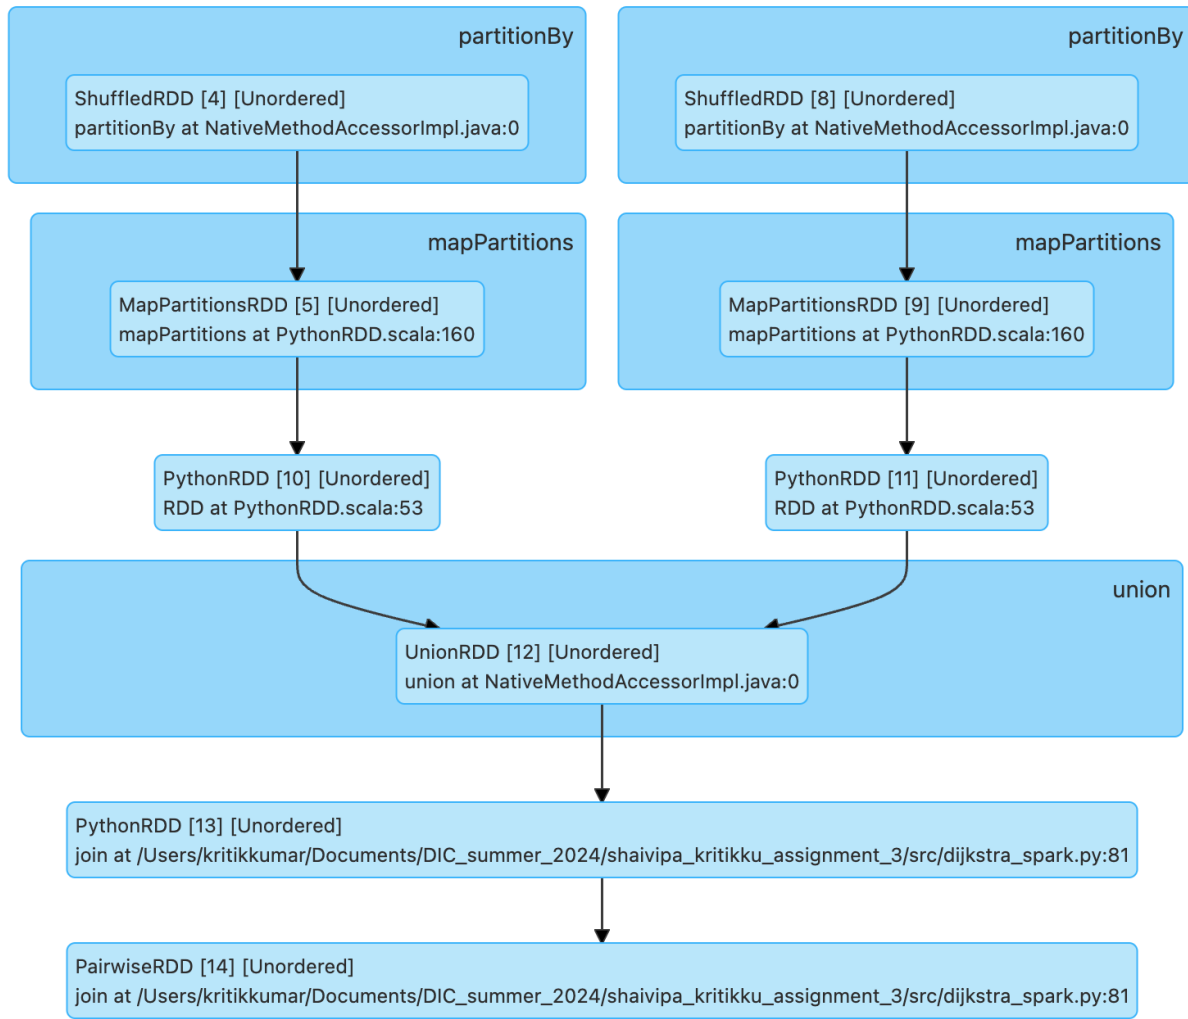 partitionBy
ShuffledRDD [4] [Unordered]
partitionBy at NativeMethodAccessorImpl.java:0
partitionBy
ShuffledRDD [8] [Unordered]
partitionBy at NativeMethodAccessorImpl.java:0
mapPartitions
MapPartitionsRDD [5] [Unordered]
mapPartitions at PythonRDD.scala:160
mapPartitions
MapPartitionsRDD [9] [Unordered]
mapPartitions at PythonRDD.scala:160
PythonRDD [10] [Unordered]
RDD at PythonRDD.scala:53
PythonRDD [11] [Unordered]
RDD at PythonRDD.scala:53
union
UnionRDD [12] [Unordered]
union at NativeMethodAccessorImpl.java:0
PythonRDD [13] [Unordered]
join at /Users/kritikkumar/Documents/DIC_summer_2024/shaivipa_kritikku_assignment_3/src/dijkstra_spark.py:81
PairwiseRDD [14] [Unordered]
join at /Users/kritikkumar/Documents/DIC_summer_2024/shaivipa_kritikku_assignment_3/src/dijkstra_spark.py:81